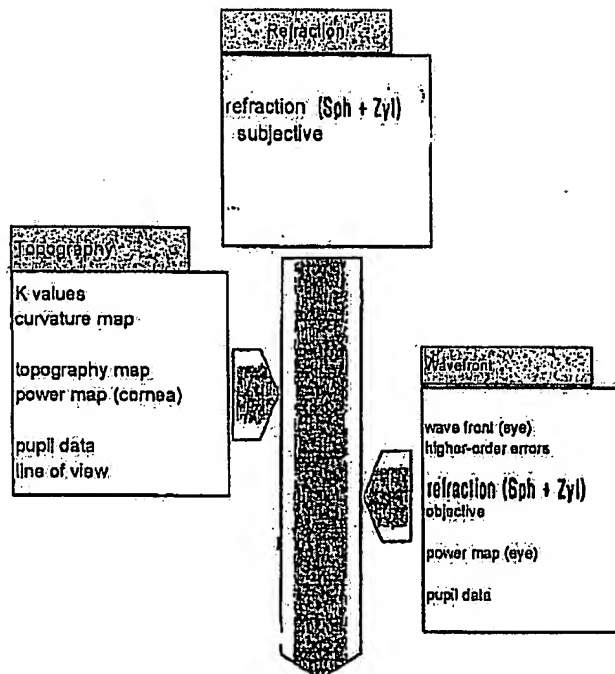 Refraction
refraction (Sph + Zyl)
subjective
Topography
K values
curvature map
topography map
power map (cornea)
pupil data
line of view
Wavefront
wave front (eye)
higher-order errors
refraction (Sph + Zyl)
objective
power map (eye)
pupil data